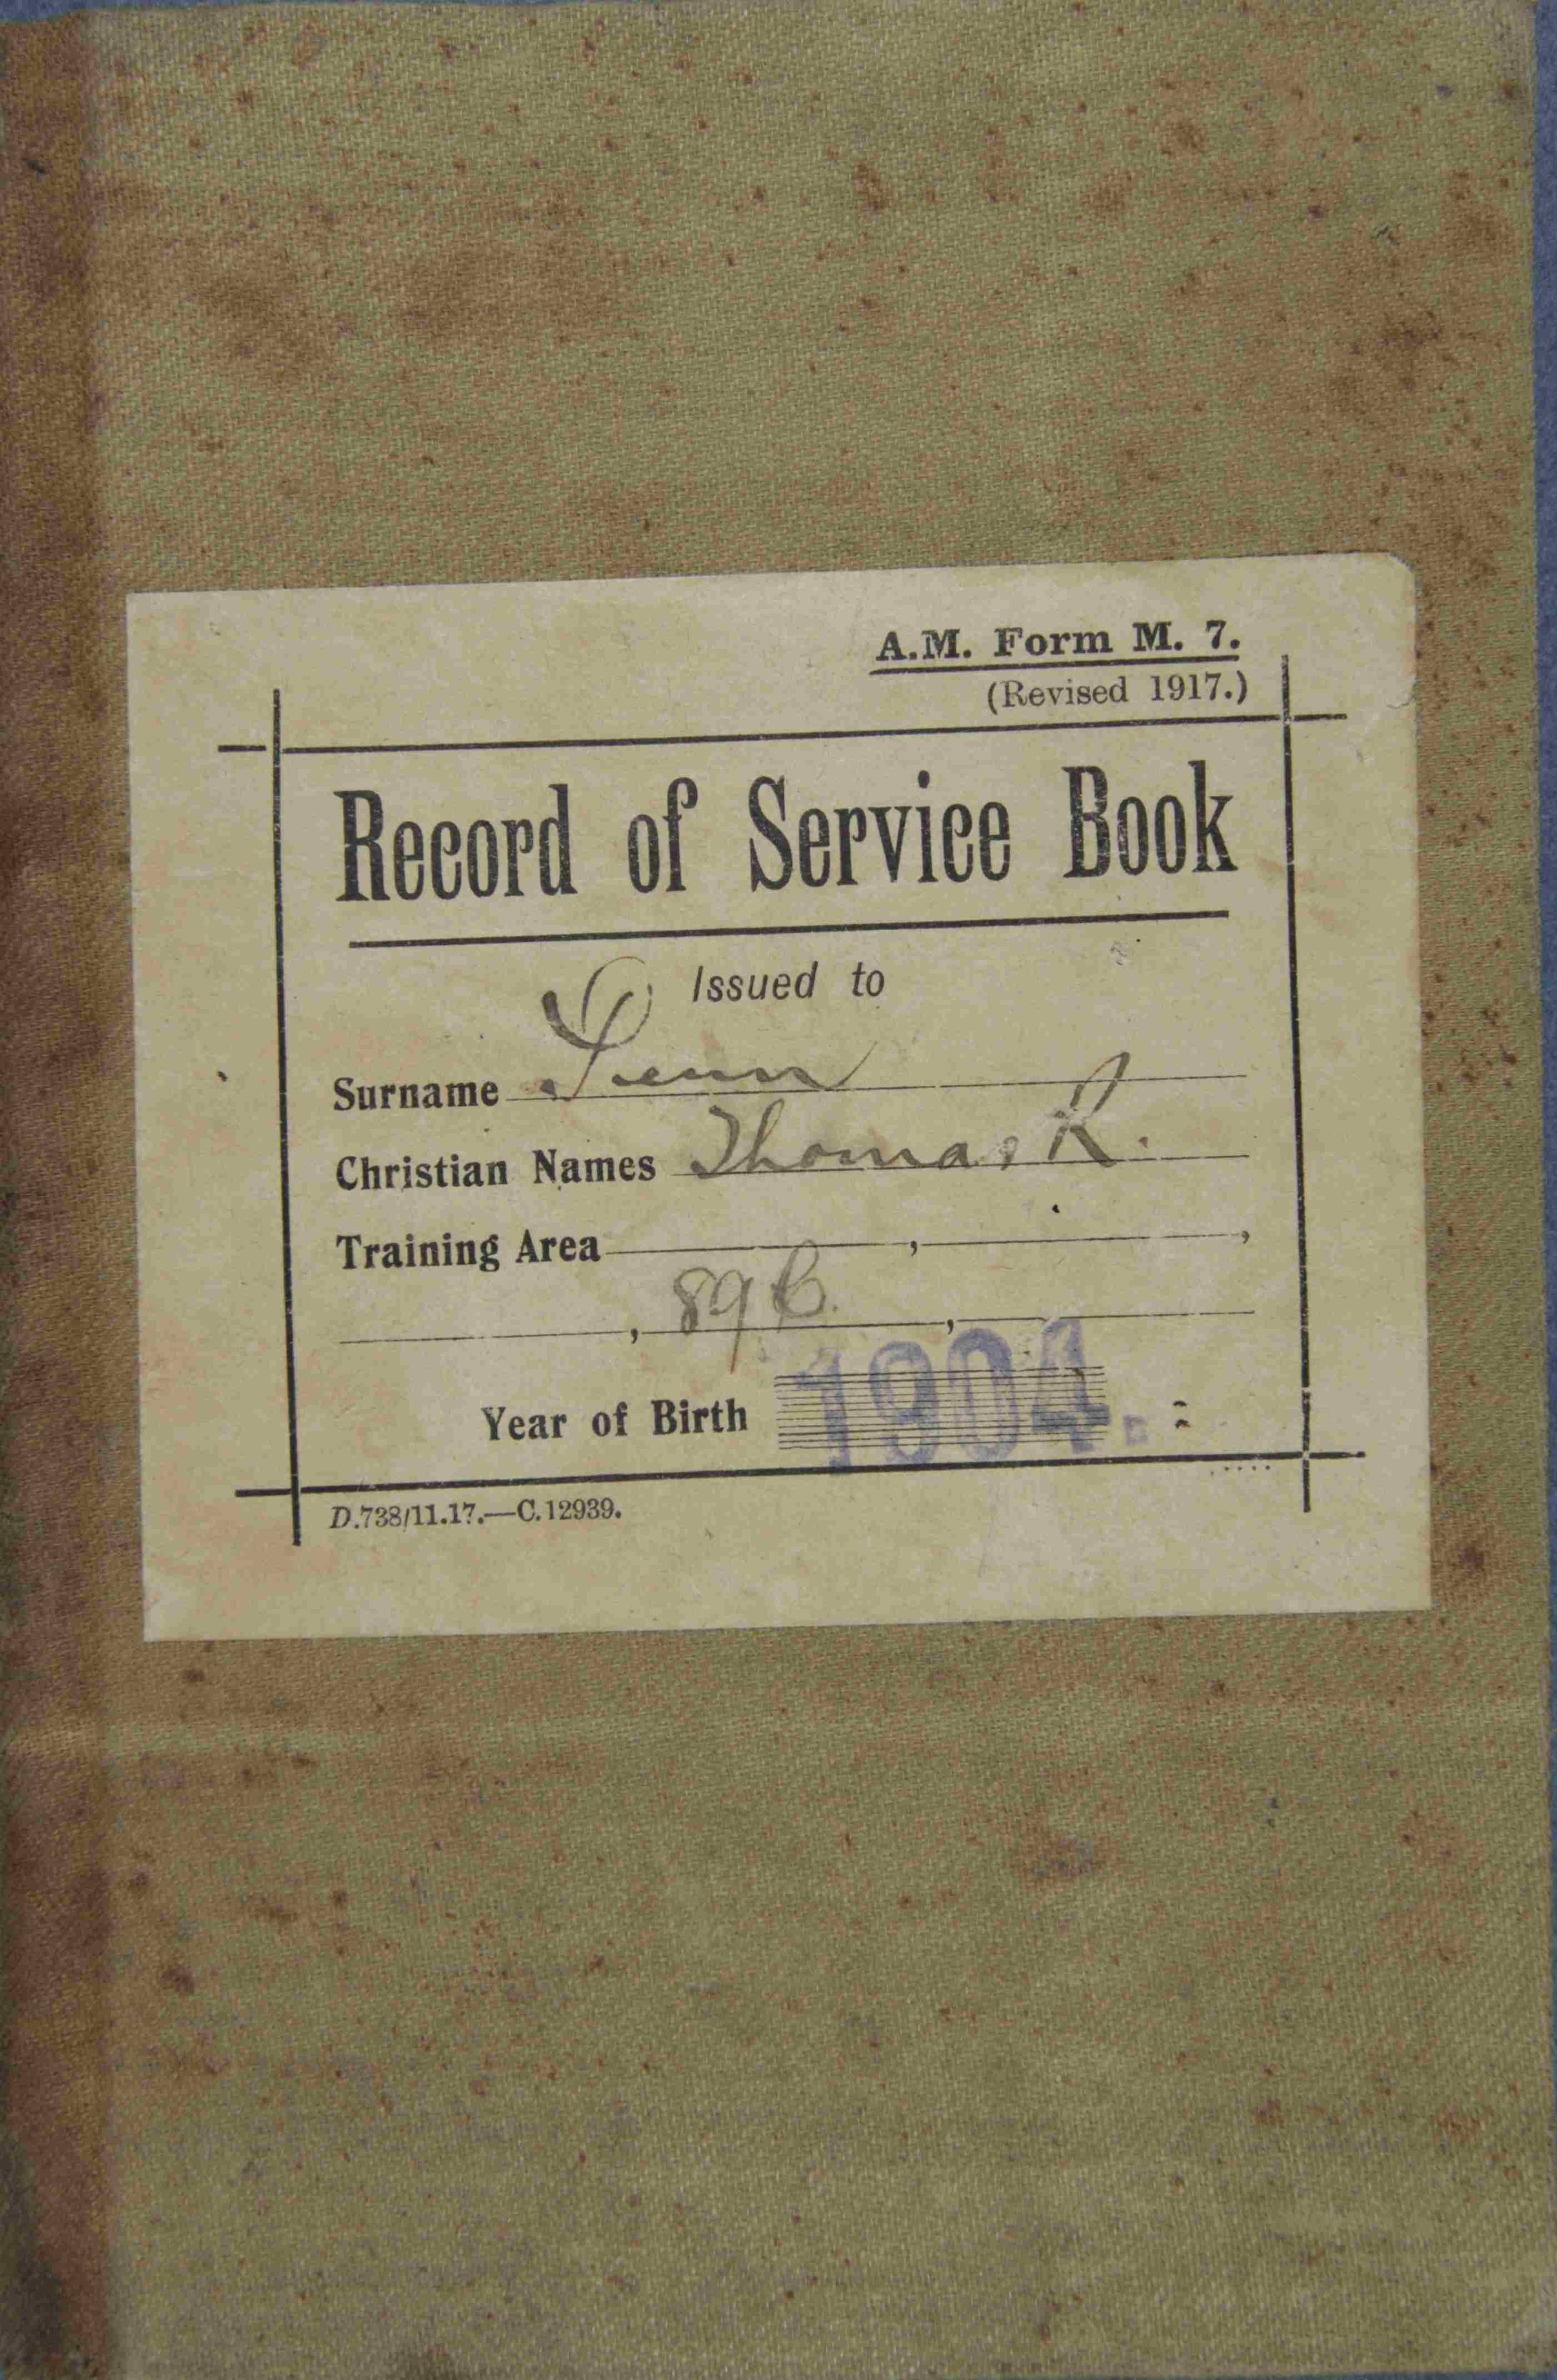 A.M. Form M. 7.
(Revised 1917.)
Record of Service Book
Issued to
Surname
Christian Names Thomas R.
Training Area , ,
, 89 , 
Year of Birth 1904.
D.738/11.17.—C.12939.